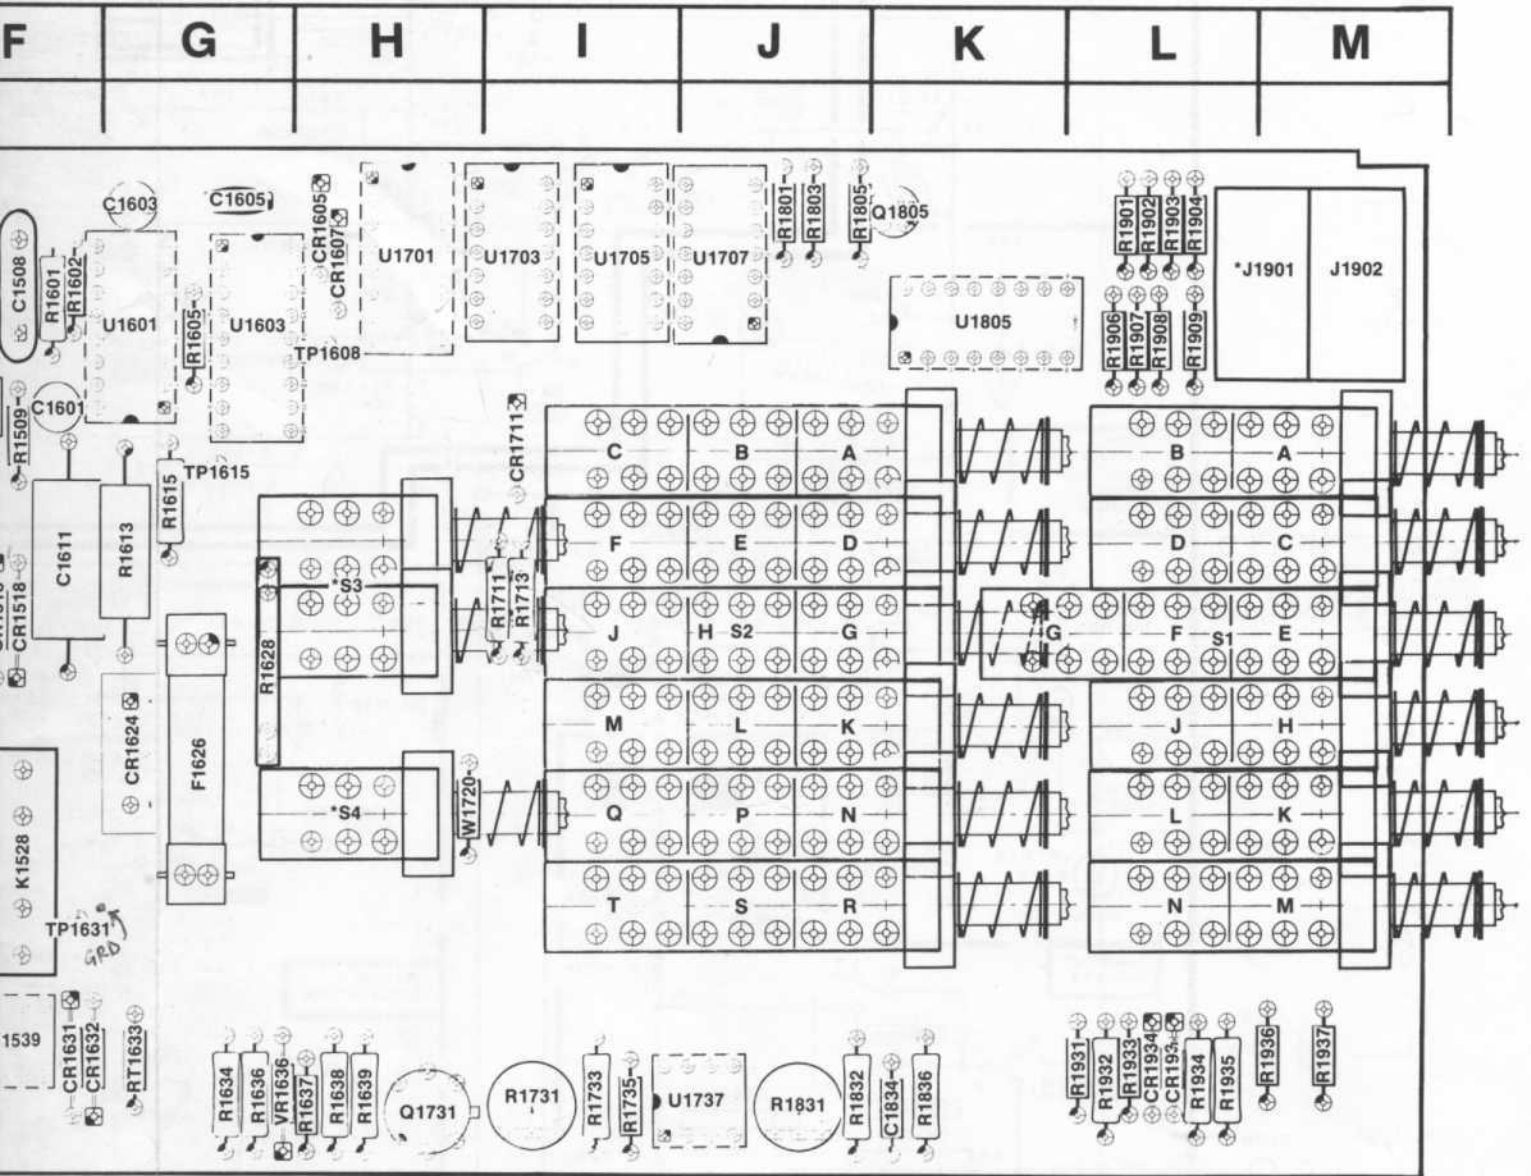 F G H I J K L M
C1603
C1605
CR1605
CR1607
U1701
U1703
U1705
U1707
R1801
R1803
R1805
Q1805
R1901
R1902
R1903
R1904
*J1901
J1902
C1508
R1601
R1602
U1601
R1605
U1603
TP1608
U1805
R1906
R1907
R1908
R1909
R1509
C1601
CR1711
C B A
B A
TP1615
R1615
C1611
R1613
F E D
D C
CR1518
*S3
R1711
R1713
R1628
J H S2 G
G F S1 E
CR1624
F1626
M L K
J H
K1528
*S4
W1720
Q P N
L K
TP1631
GRD
T S R
N M
1539
CR1631
CR1632
RT1633
R1634
R1636
VR1636
R1637
R1638
R1639
Q1731
R1731
R1733
R1735
U1737
R1831
R1832
C1834
R1836
R1931
R1932
R1933
CR1934
R1934
R1935
R1936
R1937